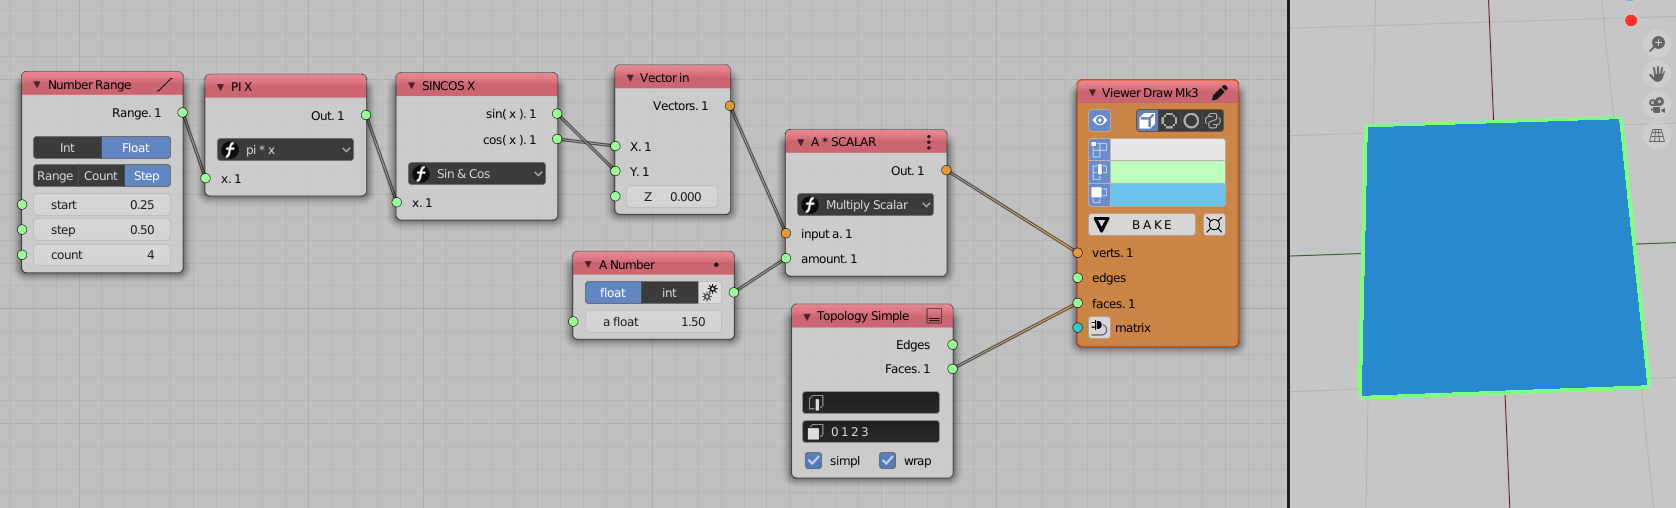 Number Range
Range. 1
Int Float
Range Count Step
start 0.25
step 0.50
count 4
PI X
Out. 1
pi * x
x. 1
SINCOS X
sin( x ). 1
cos( x ). 1
Sin & Cos
x. 1
Vector in
Vectors. 1
X. 1
Y. 1
Z 0.000
A Number
float int
a float 1.50
A * SCALAR
Out. 1
Multiply Scalar
input a. 1
amount. 1
Topology Simple
Edges
Faces. 1
0 1 2 3
simpl wrap
Viewer Draw Mk3
BAKE
verts. 1
edges
faces. 1
matrix